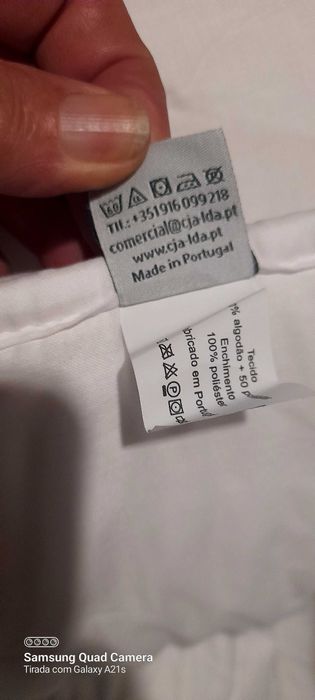 Tlf.: +351916099218
comercial@cja-lda.pt
www.cja-lda.pt
Made in Portugal
Tecido
% algodão + 50
Enchimento
100% poliéster
bricado em Portu
Samsung Quad Camera
Tirada com Galaxy A21s